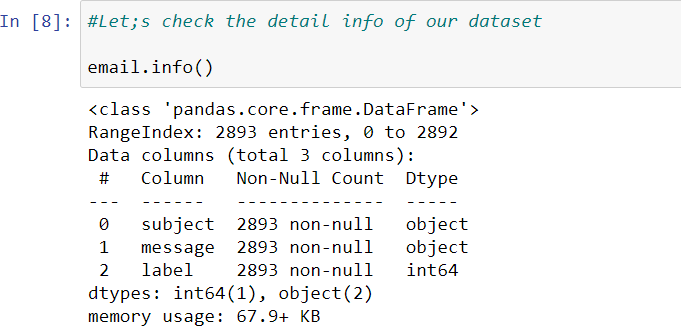 In [8]: #Let;s check the detail info of our dataset
email.info()
<class 'pandas.core.frame.DataFrame'>
RangeIndex: 2893 entries, 0 to 2892
Data columns (total 3 columns):
 #   Column   Non-Null Count  Dtype
---  ------   --------------  -----
 0   subject  2893 non-null   object
 1   message  2893 non-null   object
 2   label    2893 non-null   int64
dtypes: int64(1), object(2)
memory usage: 67.9+ KB